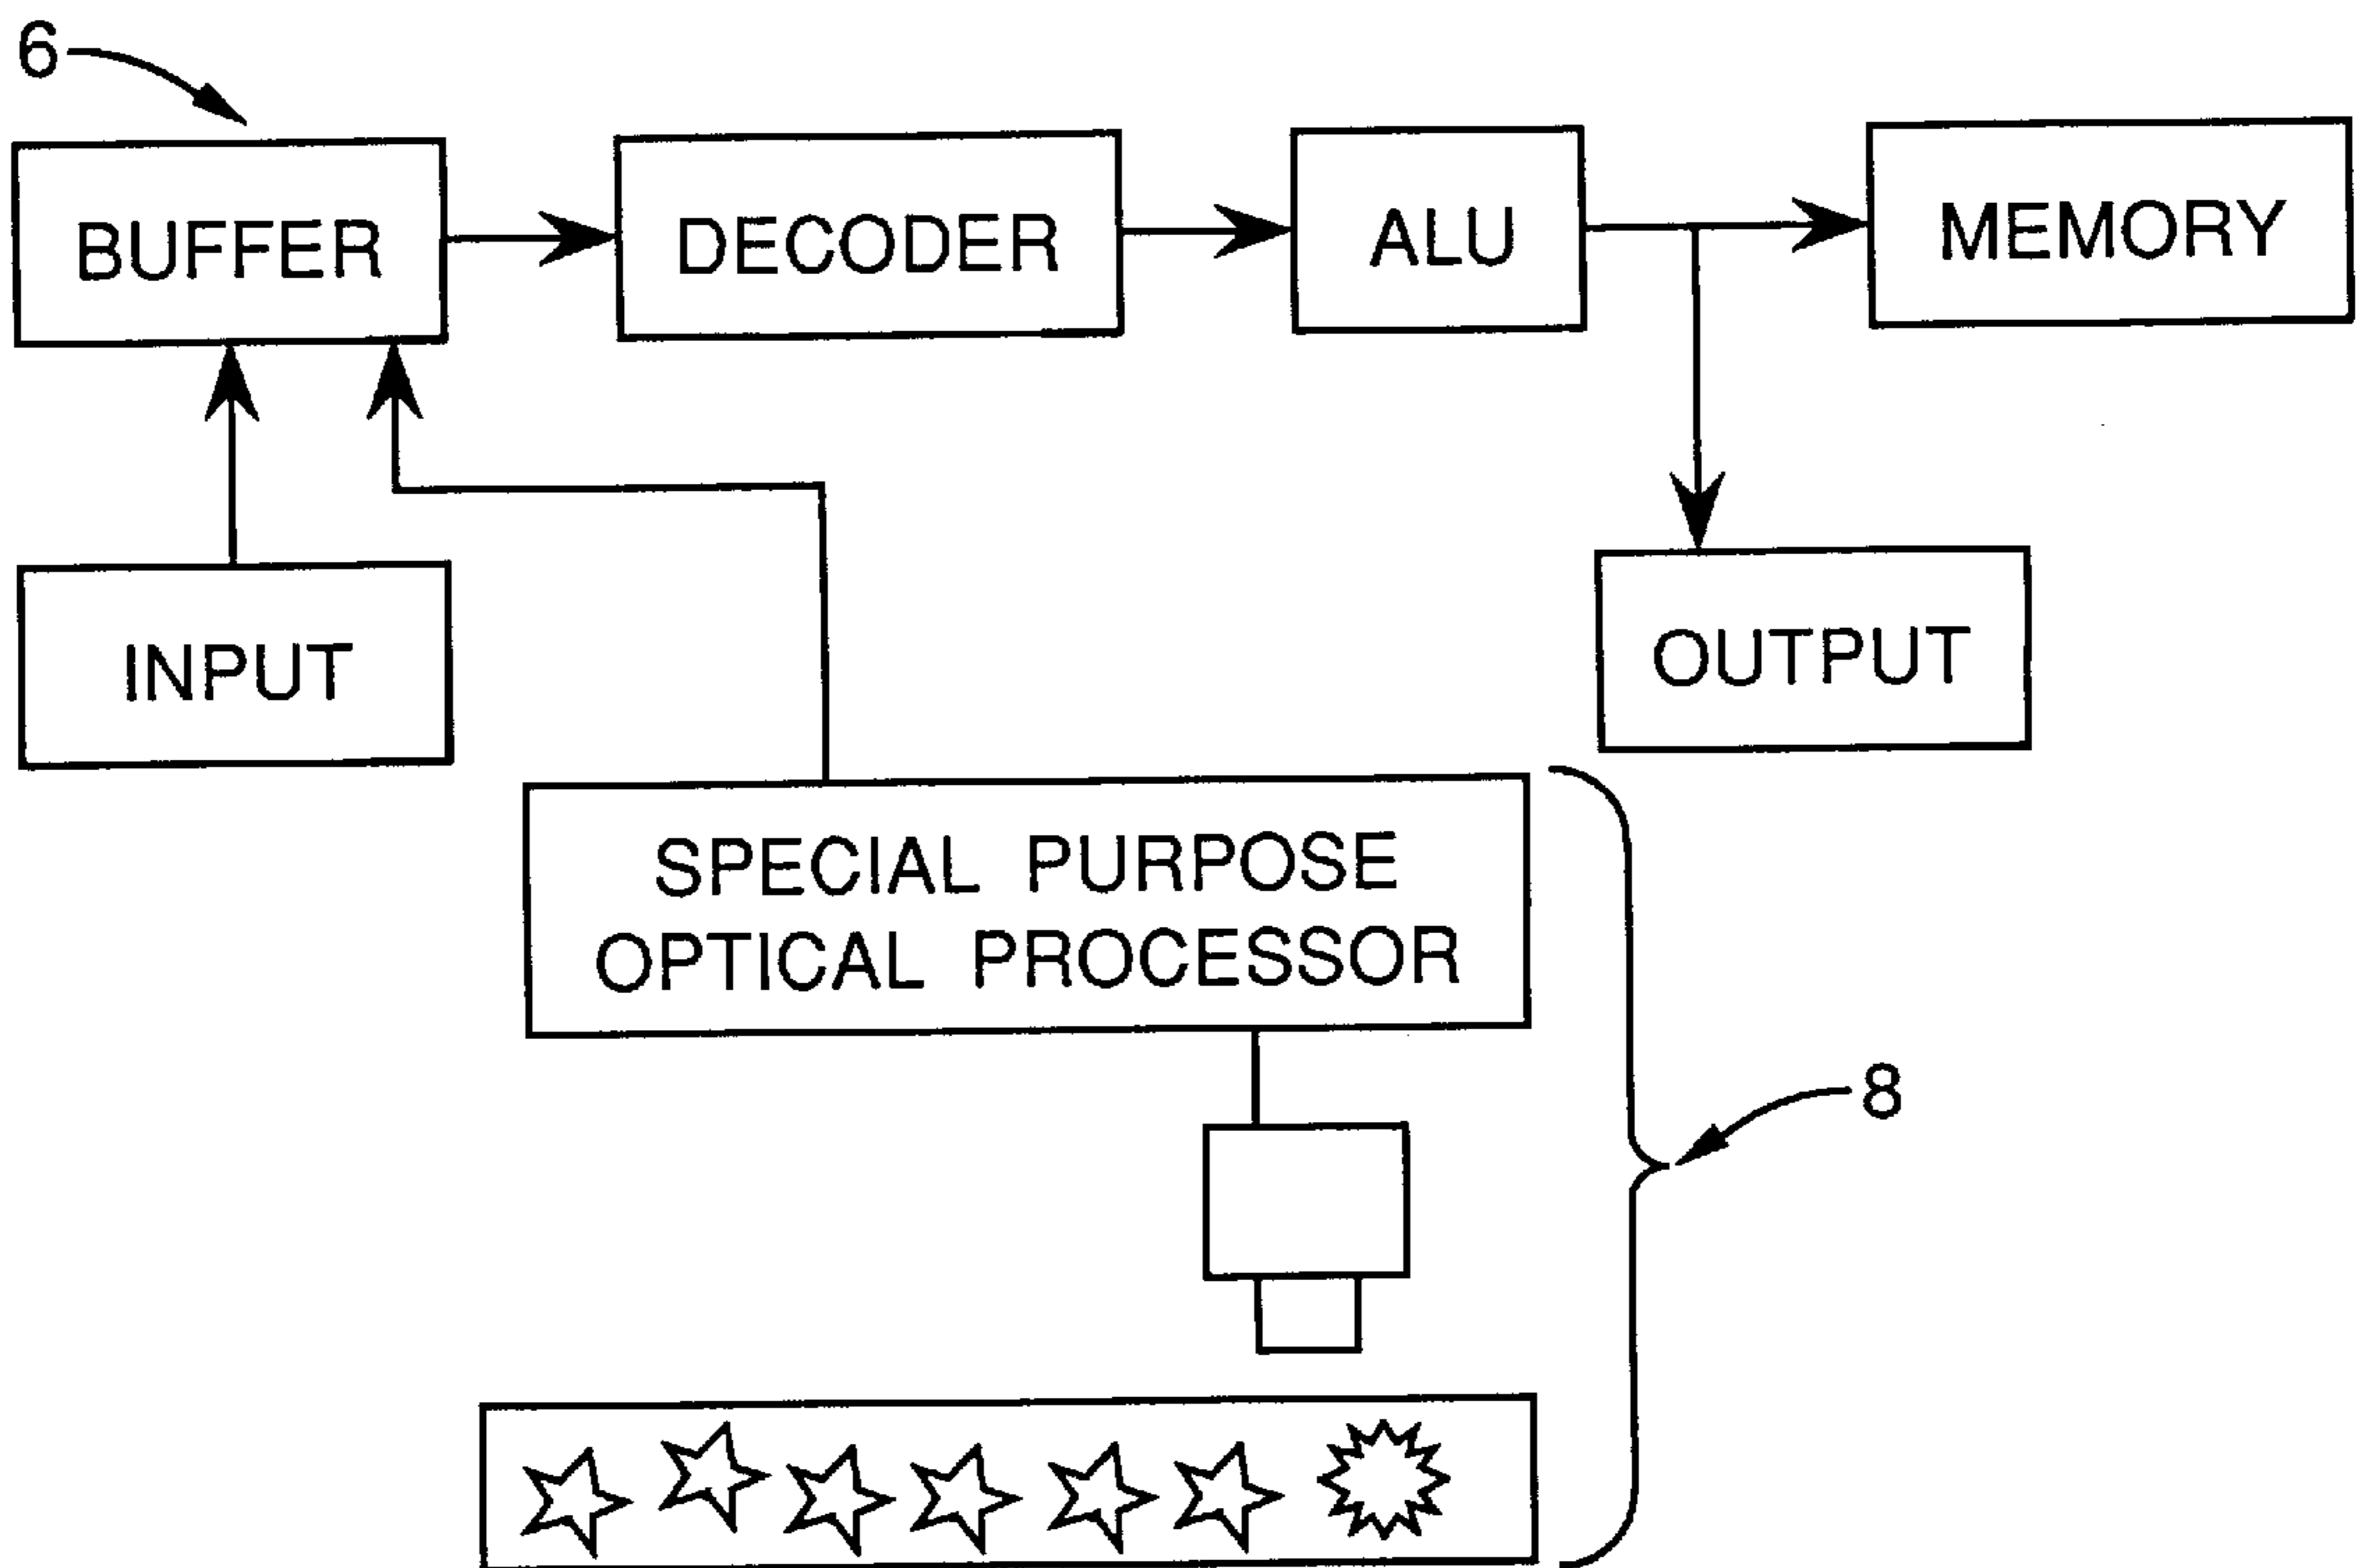 6
BUFFER
DECODER
ALU
MEMORY
INPUT
OUTPUT
SPECIAL PURPOSE
OPTICAL PROCESSOR
8